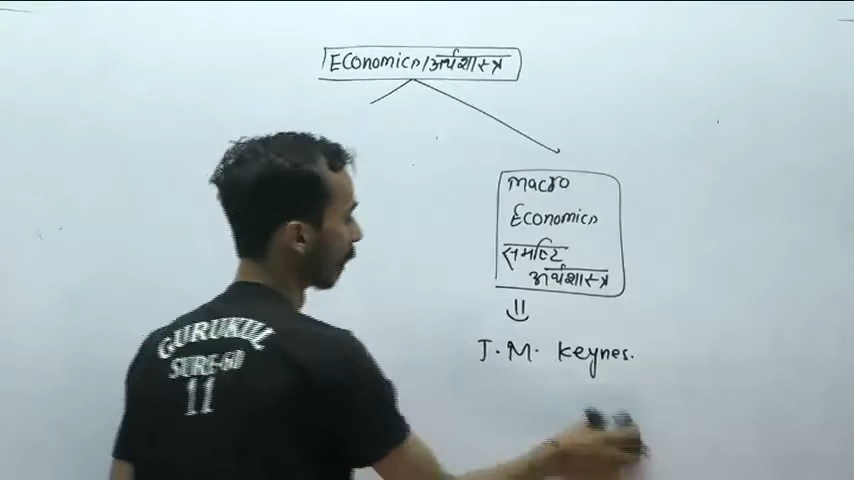 Economics/अर्थशास्त्र
Macro
Economics
समष्टि
अर्थशास्त्र
J. M. Keynes.
GURUKUL
SURE-60
11